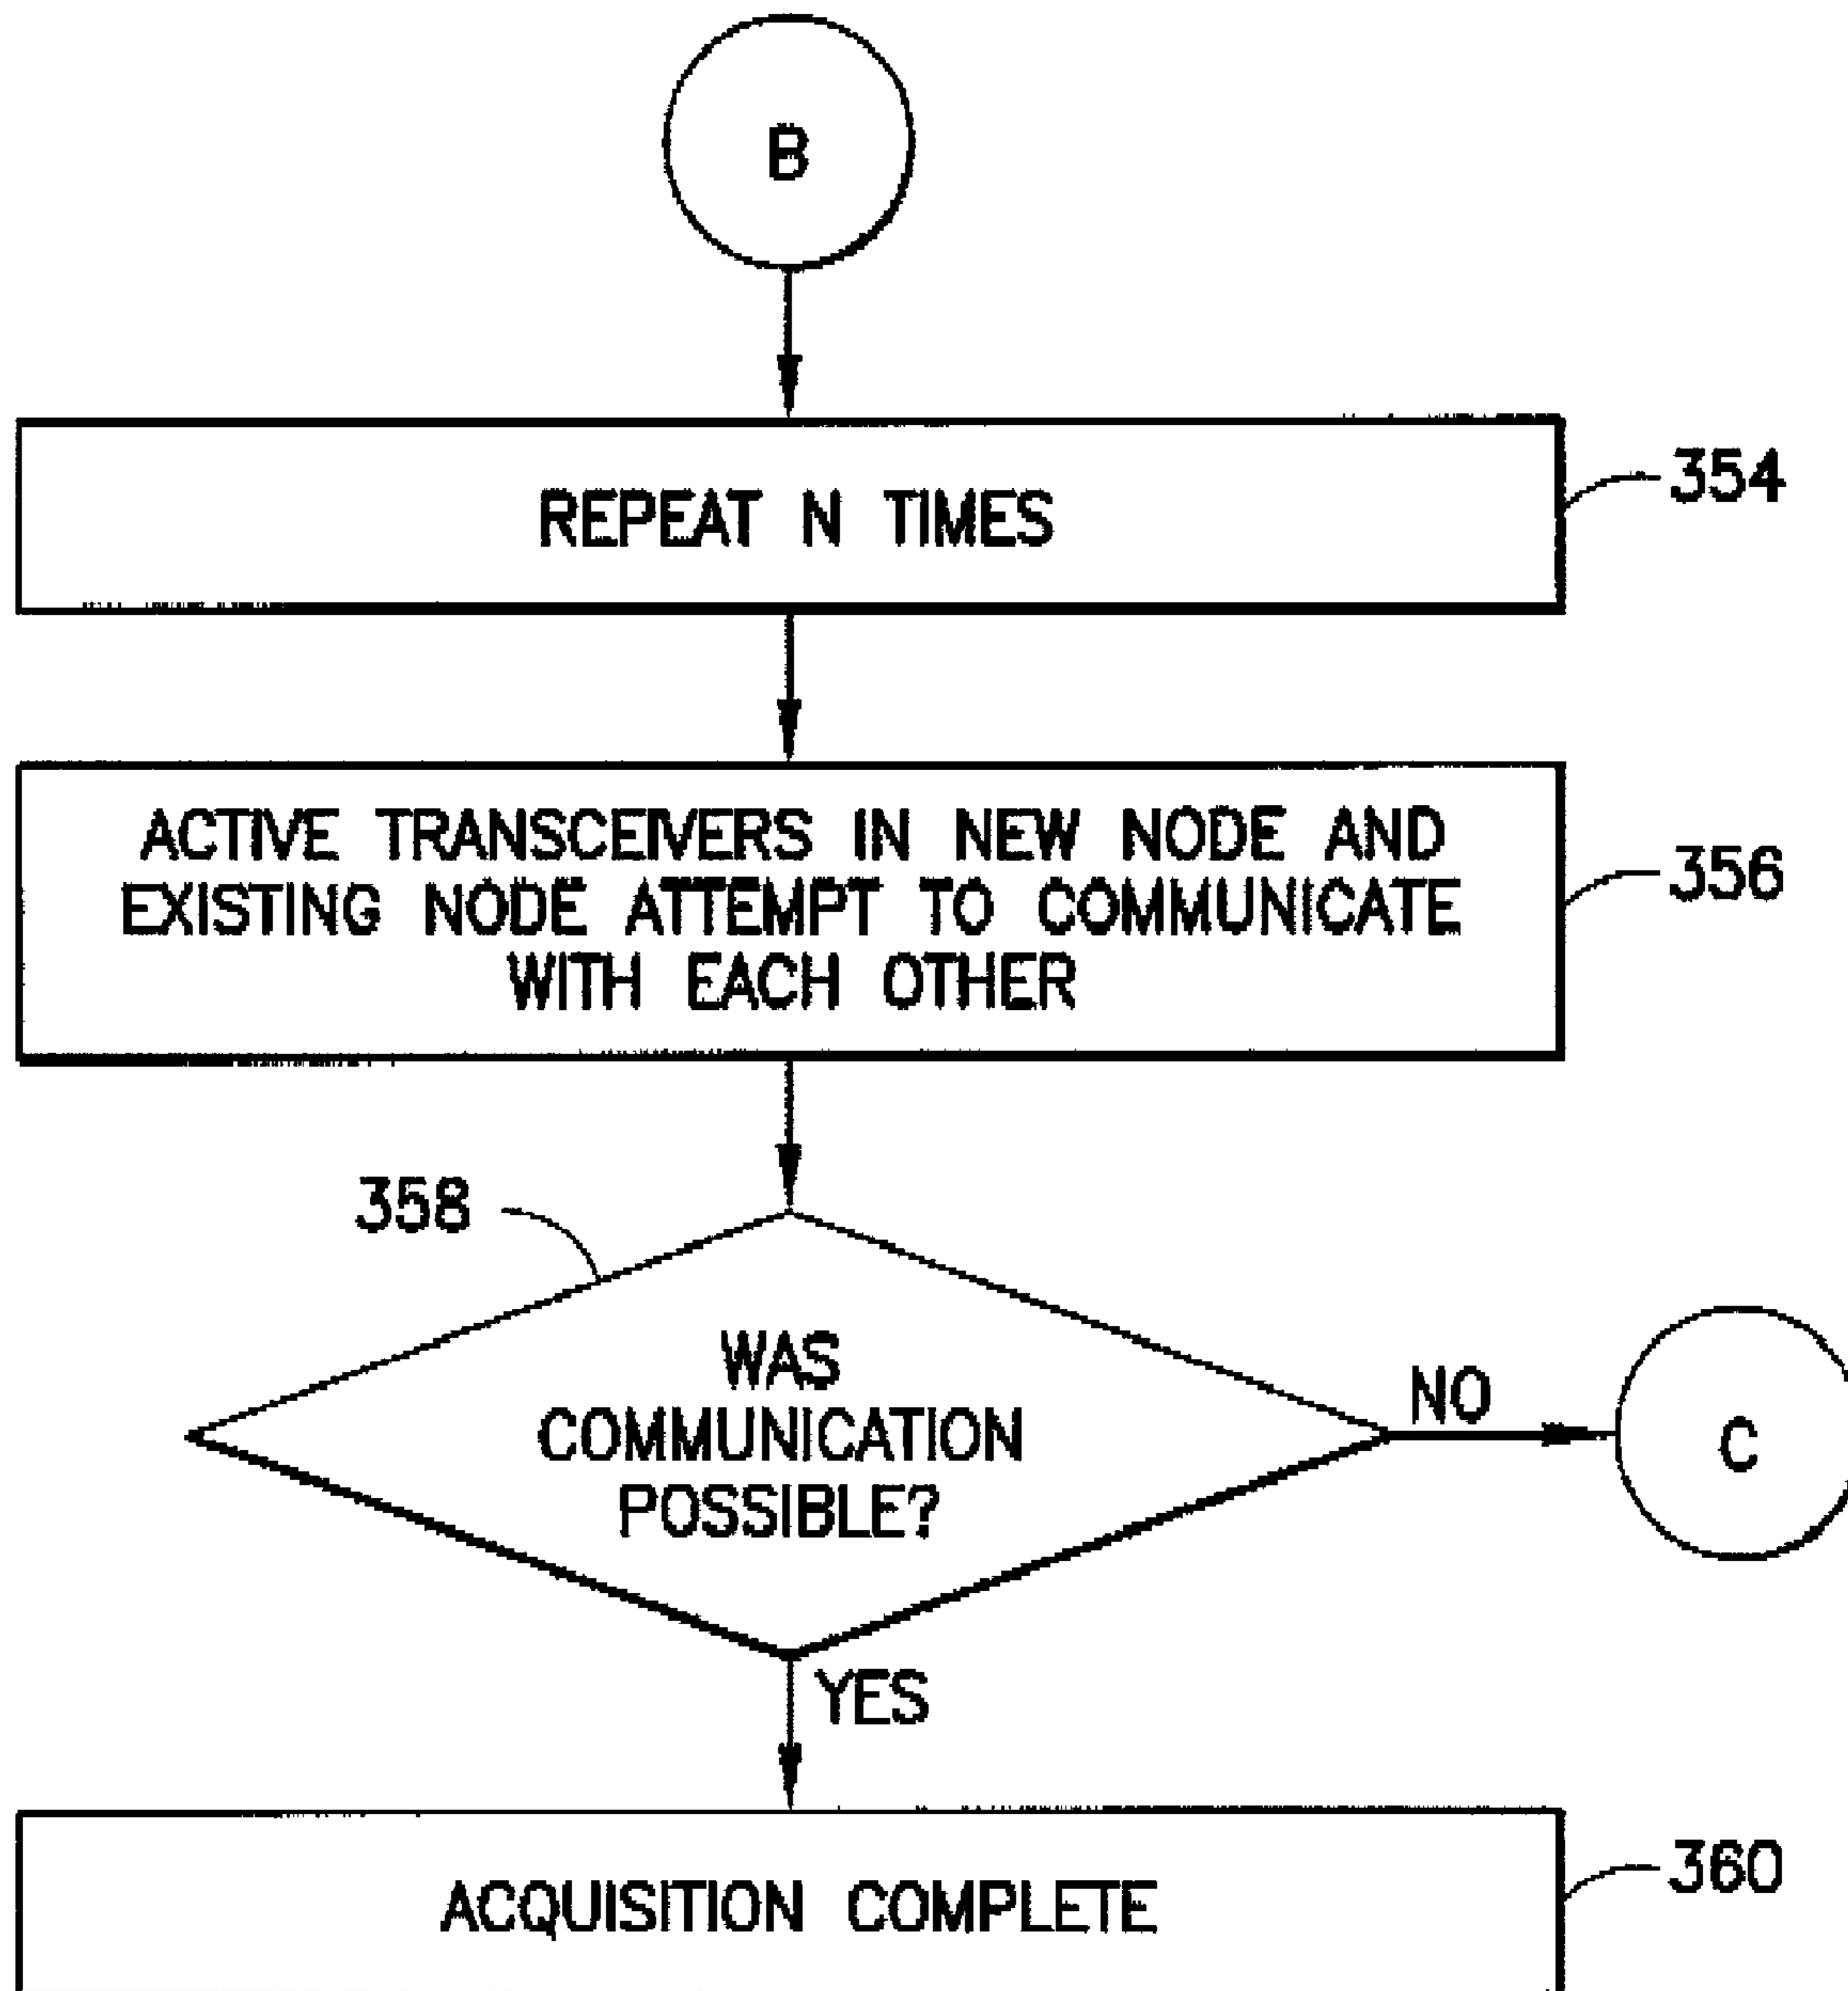 B
REPEAT N TIMES
354
ACTIVE TRANSCEIVERS IN NEW NODE AND
EXISTING NODE ATTEMPT TO COMMUNICATE
WITH EACH OTHER
356
358
WAS
COMMUNICATION
POSSIBLE?
NO
C
YES
ACQUISITION COMPLETE
360